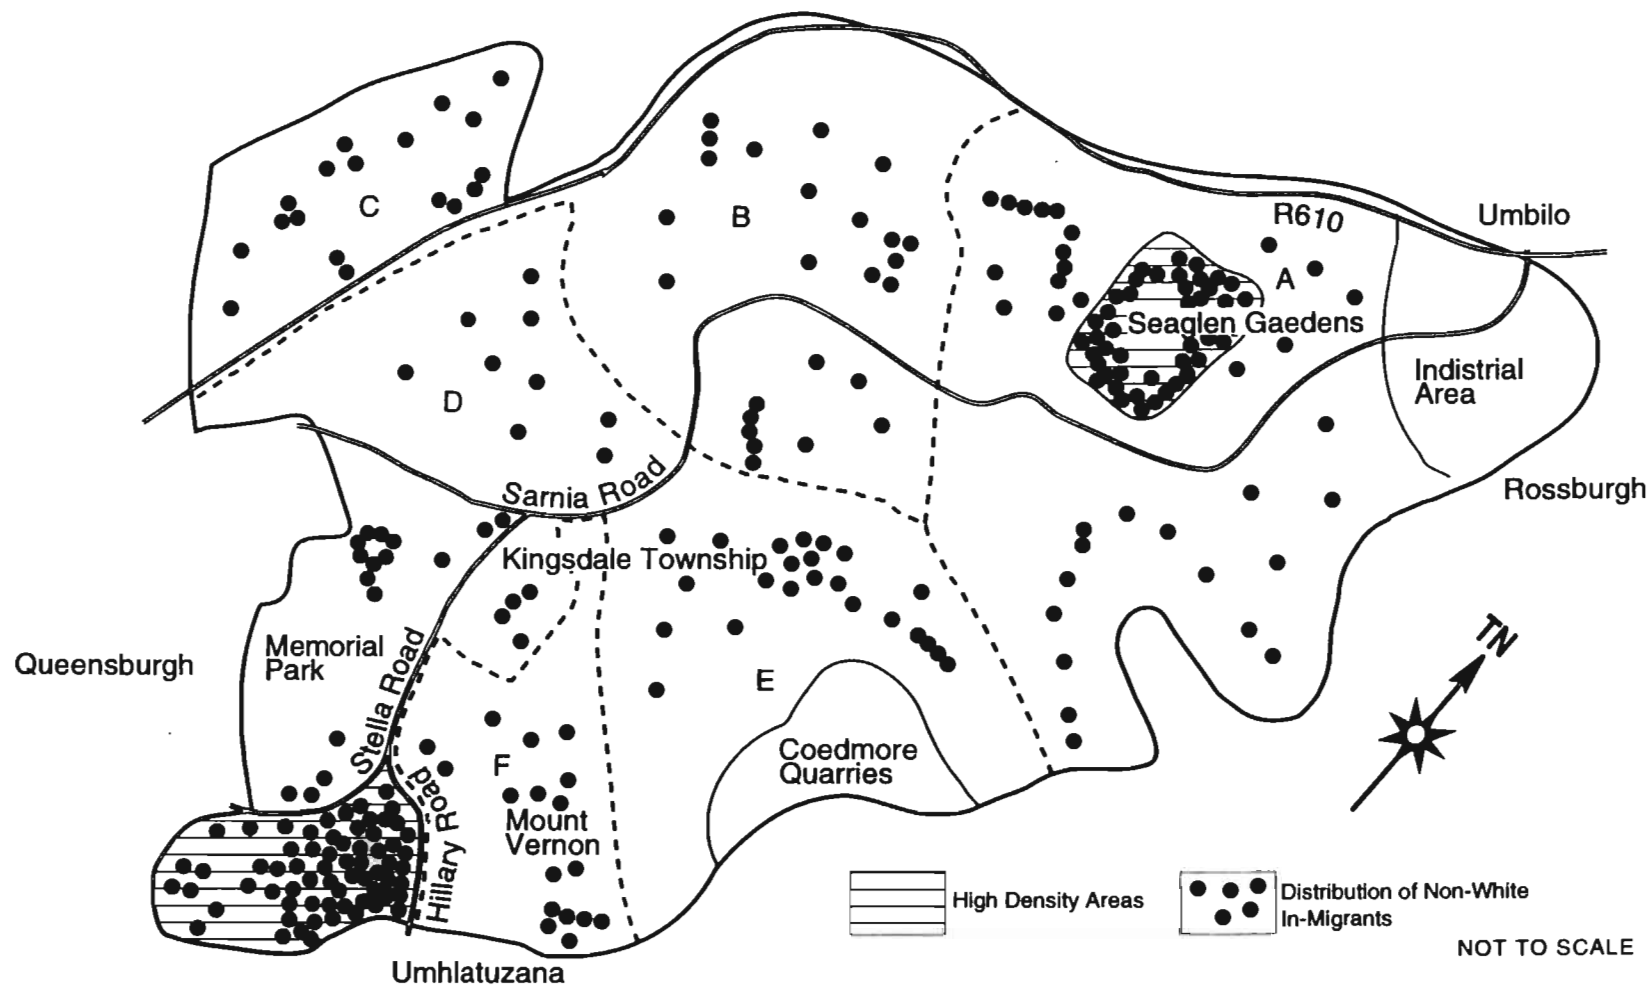 C
B
R610
Umbilo
A
Seaglen Gaedens
Indistrial
Area
D
Sarnia Road
Rossburgh
Kingsdale Township
TN
Memorial
Park
Queensburgh
Stella Road
E
Coedmore
Quarries
F
Hillary Road
Mount
Vernon
High Density Areas
Distribution of Non-White
In-Migrants
NOT TO SCALE
Umhlatuzana